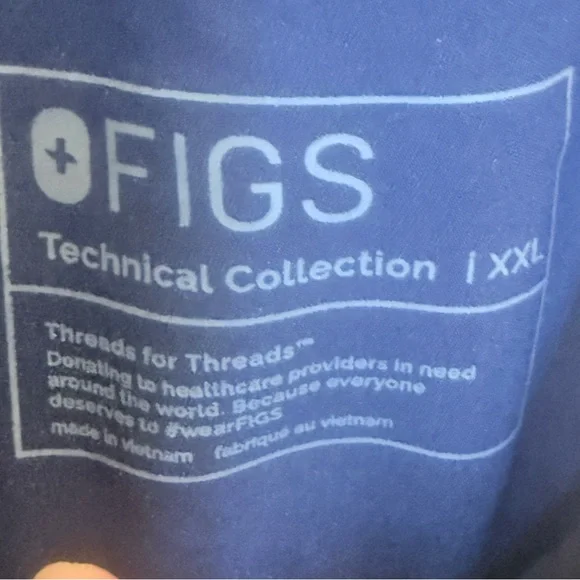 FIGS
Technical Collection | XXL
Threads for Threads™
Donating to healthcare providers in need
around the world. Because everyone
deserves to #wearFIGS
made in vietnam fabriqué au vietnam